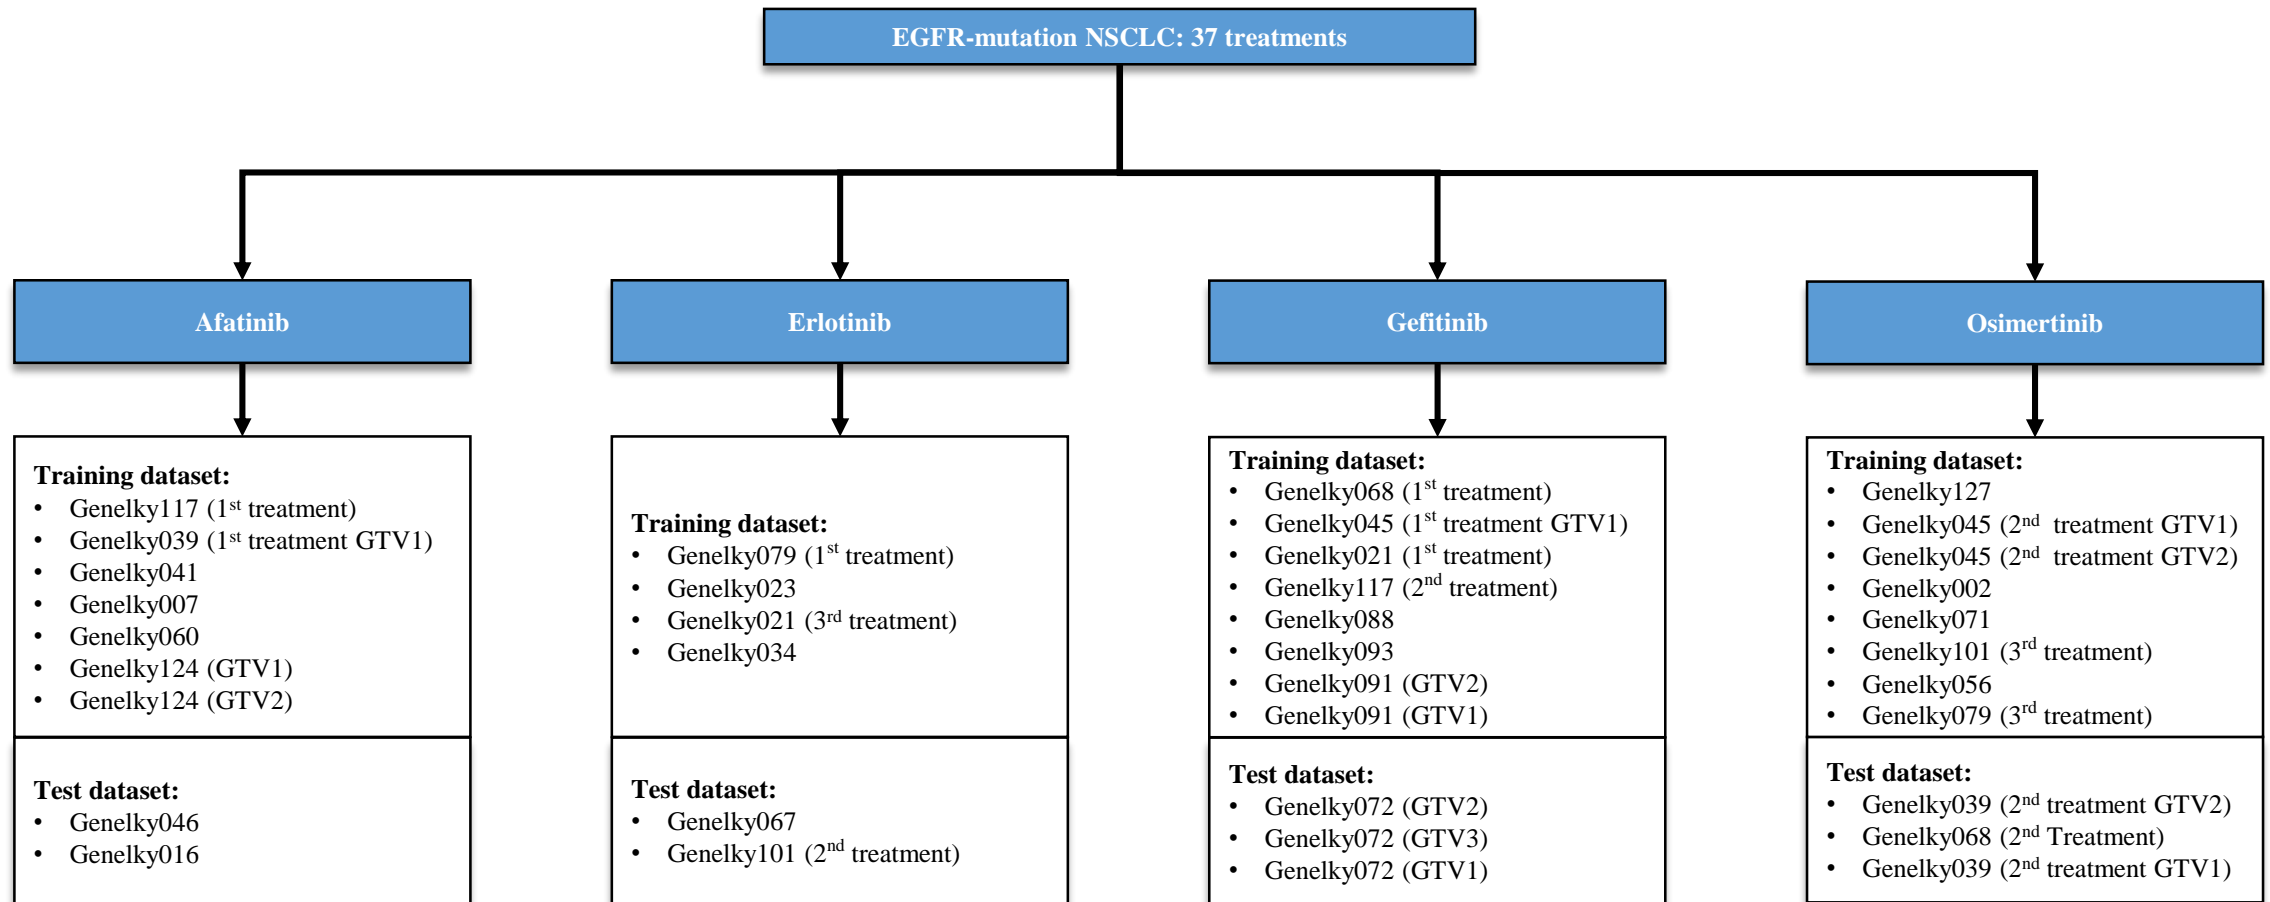 EGFR-mutation NSCLC: 37 treatments
Afatinib
Erlotinib
Gefitinib
Osimertinib
Training dataset:
• Genelky117 (1st treatment)
• Genelky039 (1st treatment GTV1)
• Genelky041
• Genelky007
• Genelky060
• Genelky124 (GTV1)
• Genelky124 (GTV2)
Test dataset:
• Genelky046
• Genelky016
Training dataset:
• Genelky079 (1st treatment)
• Genelky023
• Genelky021 (3rd treatment)
• Genelky034
Test dataset:
• Genelky067
• Genelky101 (2nd treatment)
Training dataset:
• Genelky068 (1st treatment)
• Genelky045 (1st treatment GTV1)
• Genelky021 (1st treatment)
• Genelky117 (2nd treatment)
• Genelky088
• Genelky093
• Genelky091 (GTV2)
• Genelky091 (GTV1)
Test dataset:
• Genelky072 (GTV2)
• Genelky072 (GTV3)
• Genelky072 (GTV1)
Training dataset:
• Genelky127
• Genelky045 (2nd treatment GTV1)
• Genelky045 (2nd treatment GTV2)
• Genelky002
• Genelky071
• Genelky101 (3rd treatment)
• Genelky056
• Genelky079 (3rd treatment)
Test dataset:
• Genelky039 (2nd treatment GTV2)
• Genelky068 (2nd Treatment)
• Genelky039 (2nd treatment GTV1)